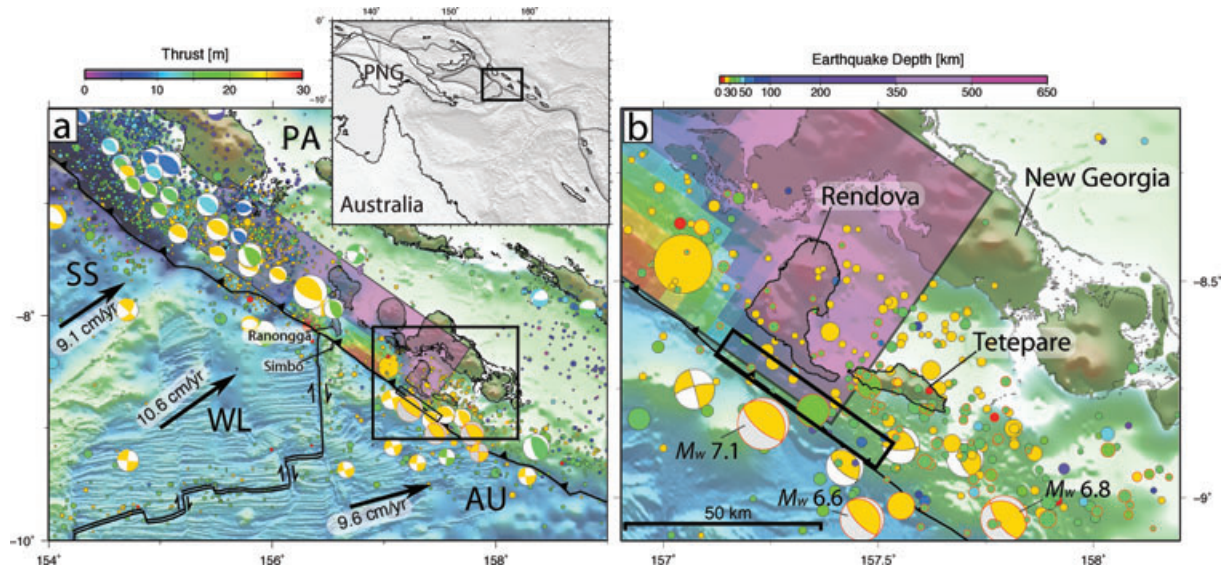 140° 150° 160°
0°
-10°
PNG
Australia
Thrust [m]
0 10 20 30
a
PA
SS
9.1 cm/yr
-8°
Ranongga
Simbo
10.6 cm/yr
WL
9.6 cm/yr
AU
-10°
154° 156° 158°
Earthquake Depth [km]
0 30 50 100 200 350 500 650
b
New Georgia
Rendova
-8.5°
Tetepare
Mw 7.1
Mw 6.6
Mw 6.8
-9°
50 km
157° 157.5° 158°